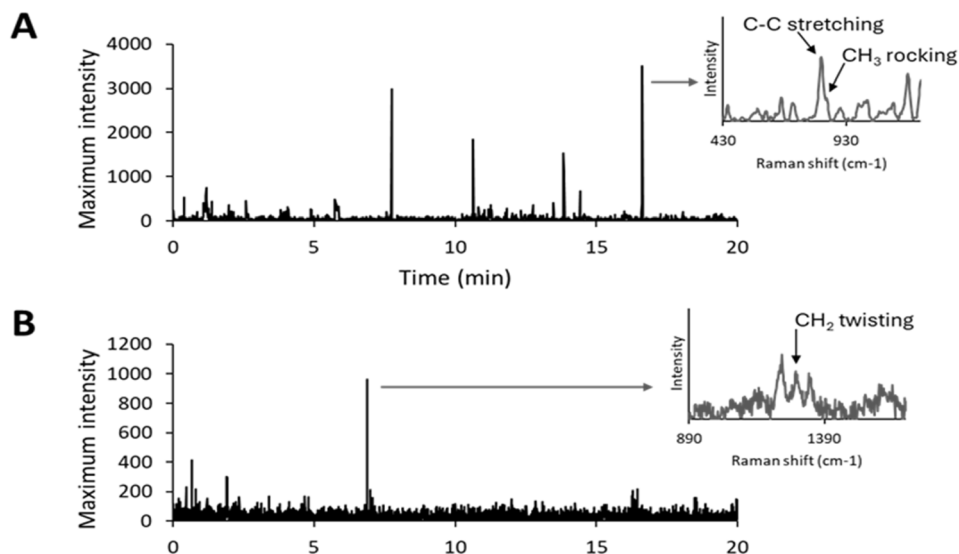 A
Maximum intensity
4000
3000
2000
1000
0
0 5 10 15 20
Time (min)
C-C stretching
CH₃ rocking
Intensity
430 930
Raman shift (cm-1)
B
Maximum intensity
1200
1000
800
600
400
200
0
0 5 10 15 20
CH₂ twisting
Intensity
890 1390
Raman shift (cm-1)